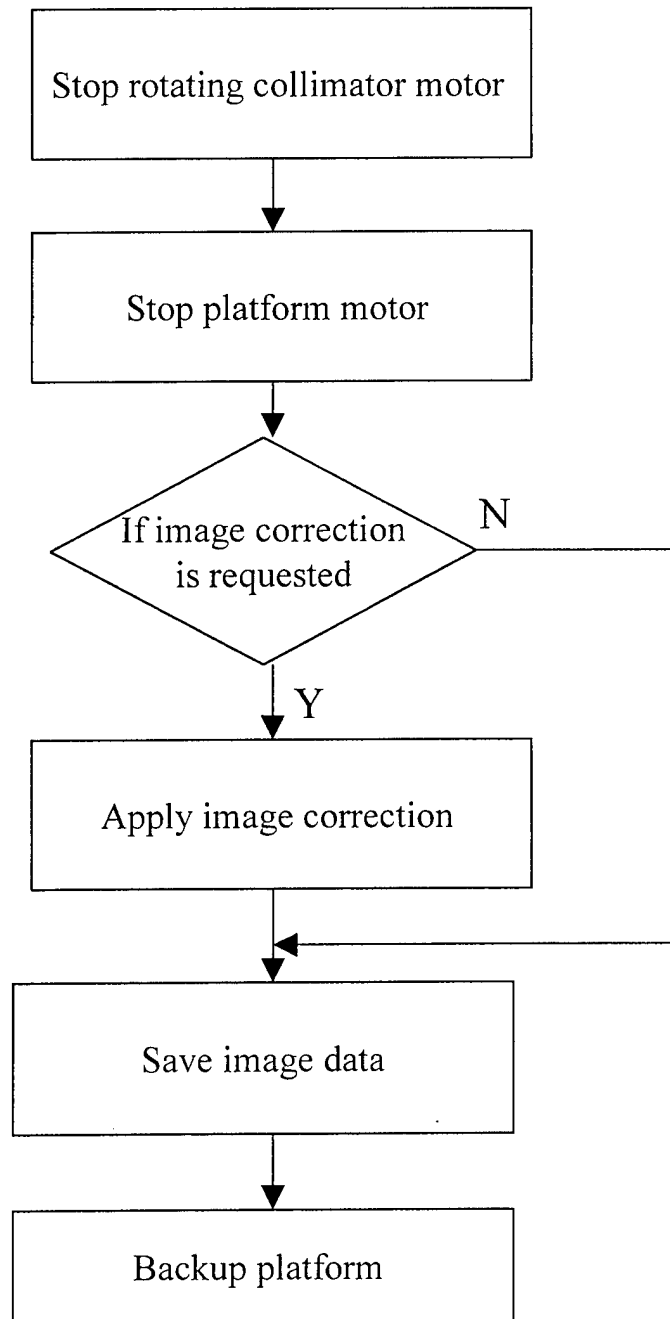 Stop rotating collimator motor
Stop platform motor
If image correction
is requested
N
Y
Apply image correction
Save image data
Backup platform